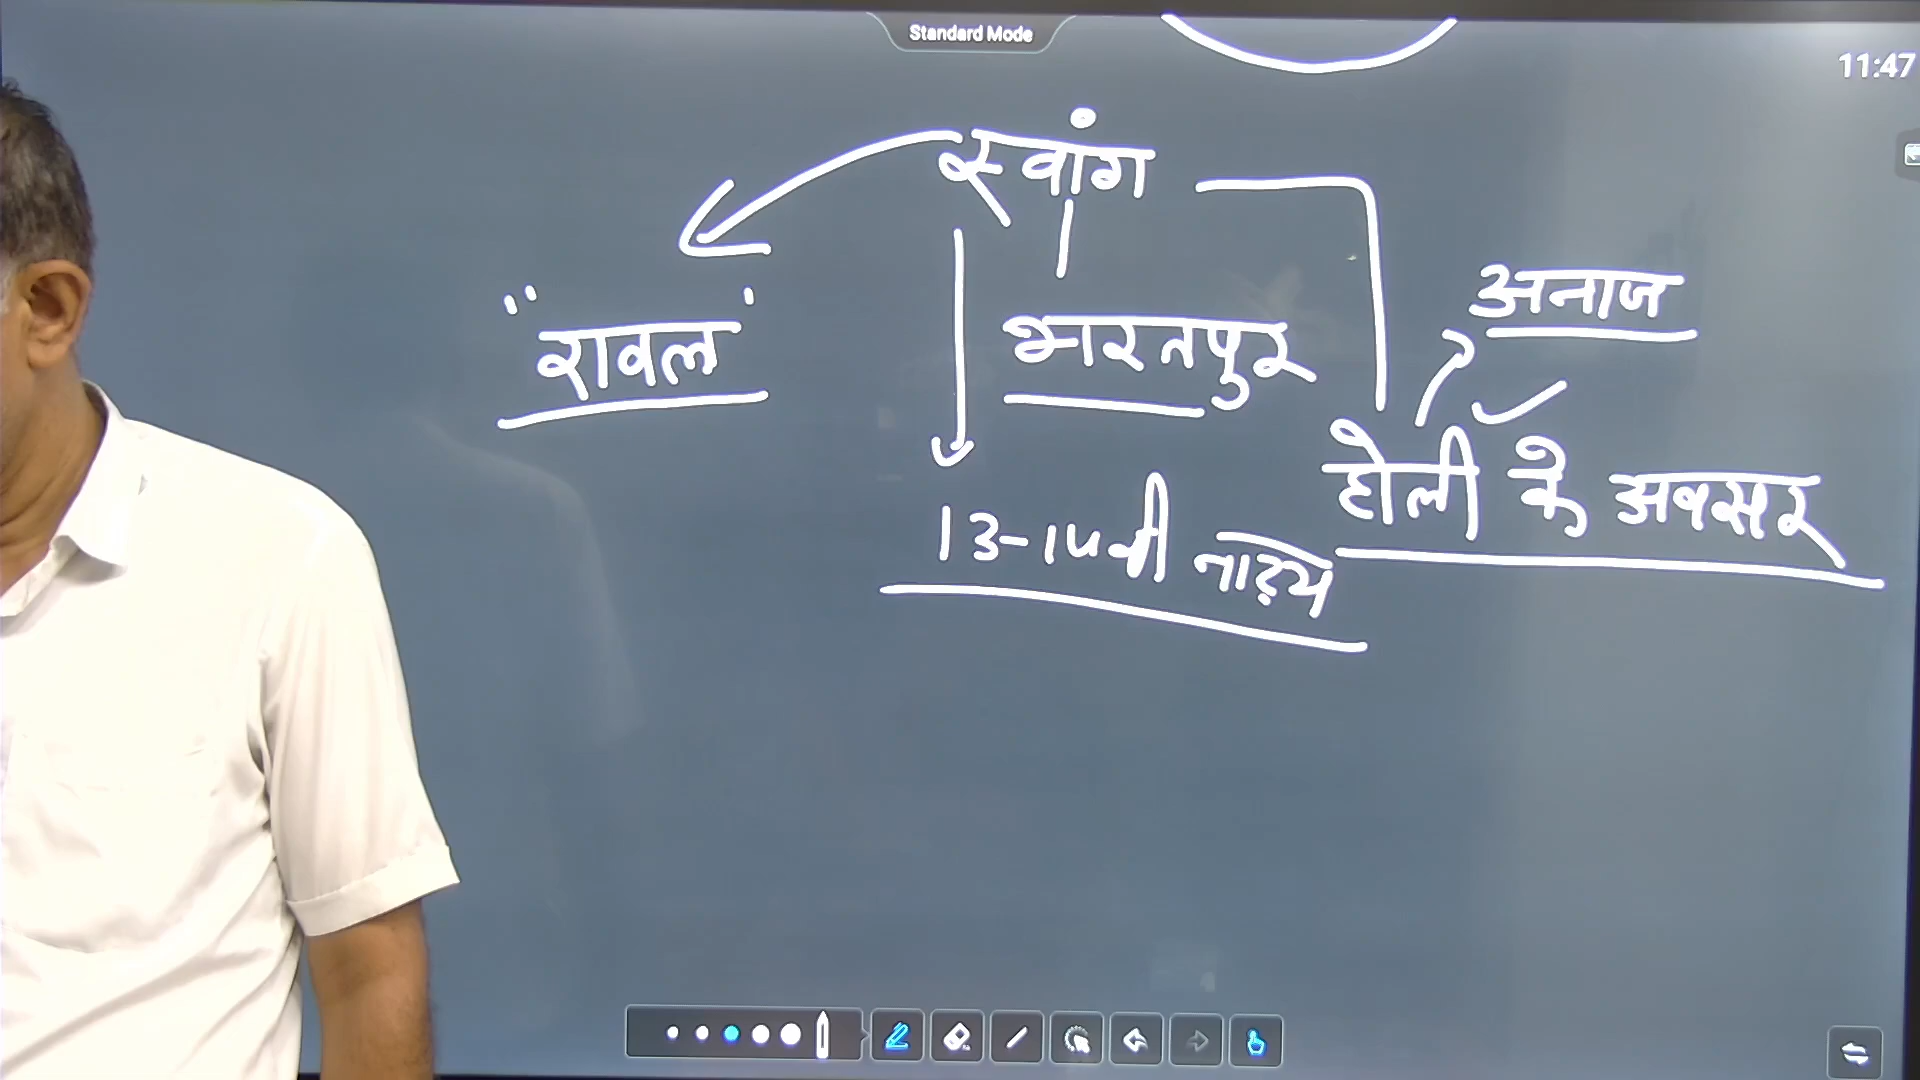 Standard Mode
11:47
स्वांग
"रावल'
भरतपुर
अनाज
होली के अवसर
13-14वी नाट्य